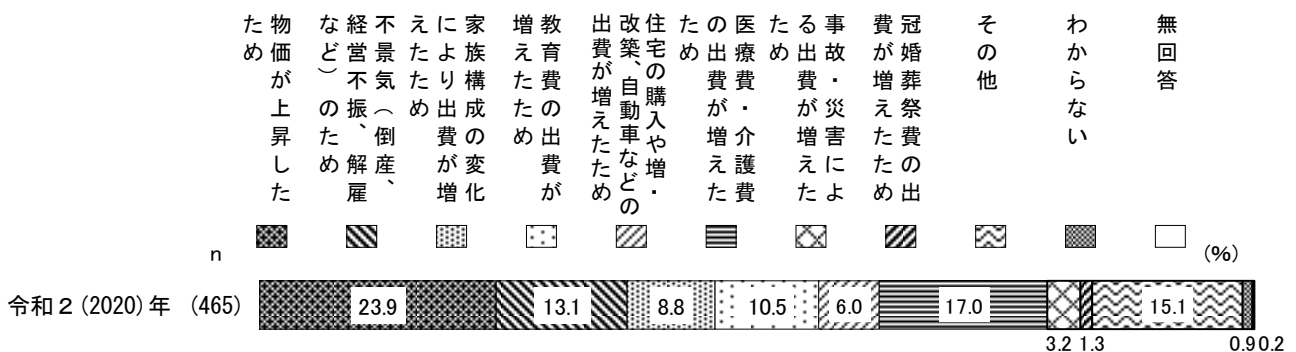 物価が上昇した
ため
不景気（倒産、
経営不振、解雇
など）のため
家族構成の変化
により出費が増
えたため
教育費の出費が
増えたため
住宅の購入や増・
改築、自動車などの
出費が増えたため
医療費・介護費
の出費が増えた
ため
事故・災害によ
る出費が増えた
ため
冠婚葬祭費の出
費が増えたため
その他
わからない
無回答
n
(%)
令和２(2020)年 (465)
23.9
13.1
8.8
10.5
6.0
17.0
15.1
3.2 1.3
0.9 0.2